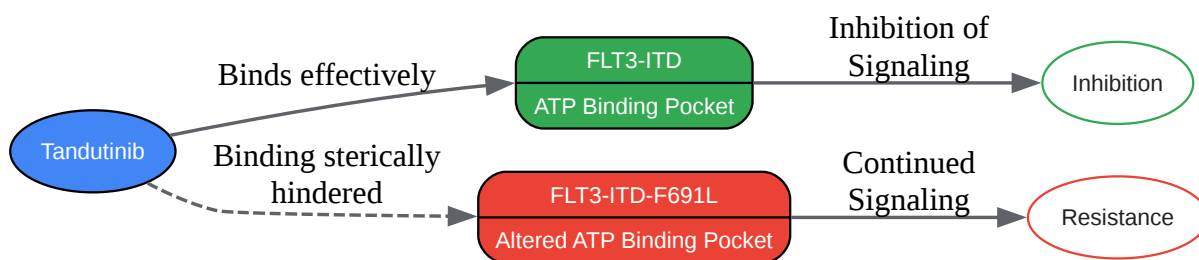 Tandutinib
Binds effectively
FLT3-ITD
ATP Binding Pocket
Inhibition of
Signaling
Inhibition
Binding sterically
hindered
FLT3-ITD-F691L
Altered ATP Binding Pocket
Continued
Signaling
Resistance